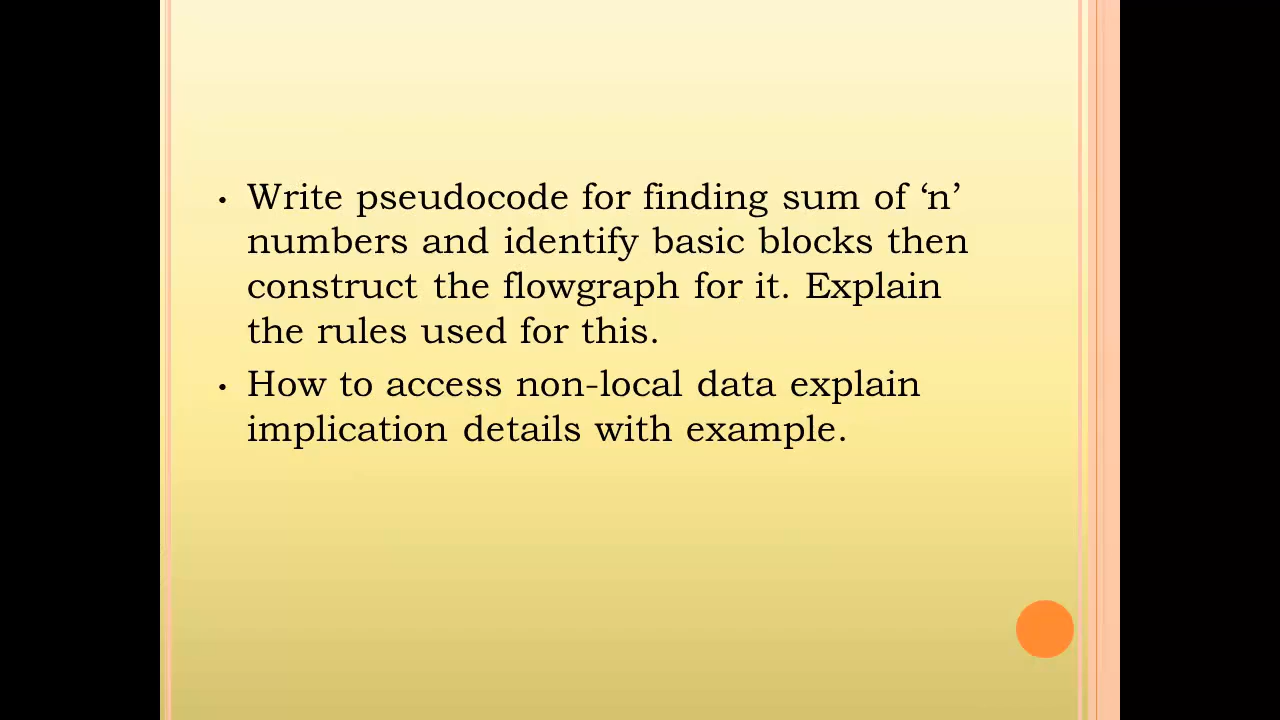 • Write pseudocode for finding sum of ‘n’
numbers and identify basic blocks then
construct the flowgraph for it. Explain
the rules used for this.
• How to access non-local data explain
implication details with example.